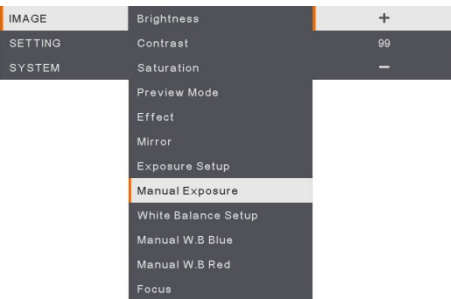 IMAGE
SETTING
SYSTEM
Brightness
Contrast
Saturation
Preview Mode
Effect
Mirror
Exposure Setup
Manual Exposure
White Balance Setup
Manual W.B Blue
Manual W.B Red
Focus
+
99
−